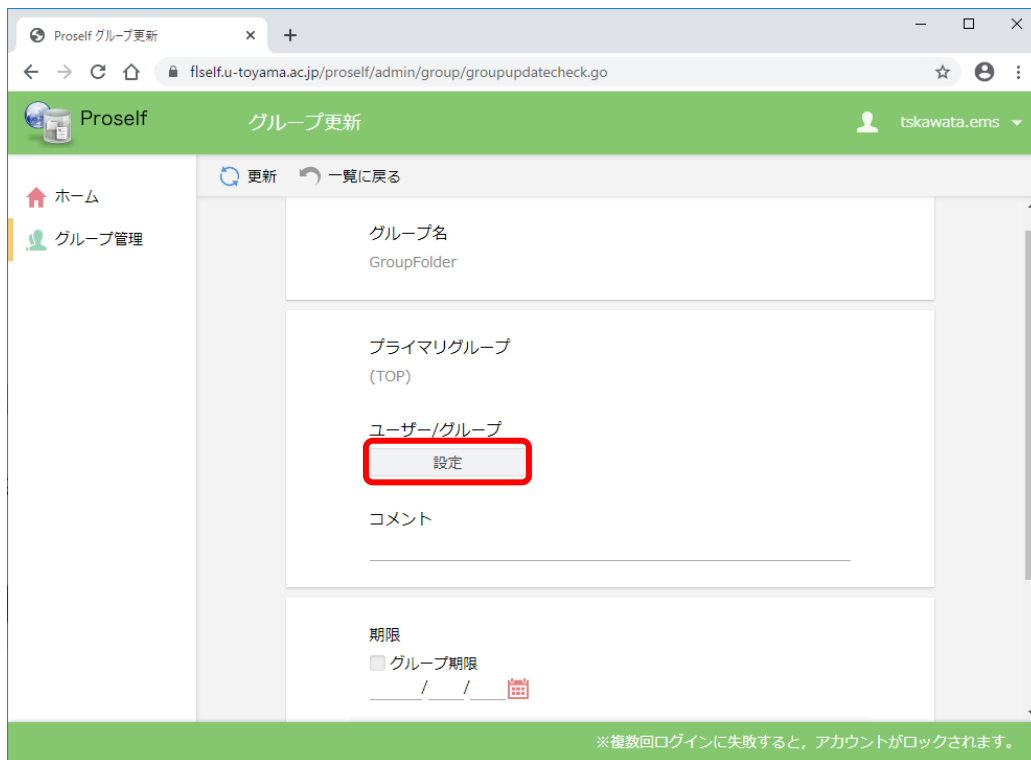 Proself グループ更新
flself.u-toyama.ac.jp/proself/admin/group/groupupdatecheck.go
Proself グループ更新 tskawata.ems
更新 一覧に戻る
ホーム
グループ管理
グループ名
GroupFolder
プライマリグループ
(TOP)
ユーザー/グループ
設定
コメント
期限
グループ期限
/ /
※複数回ログインに失敗すると，アカウントがロックされます。